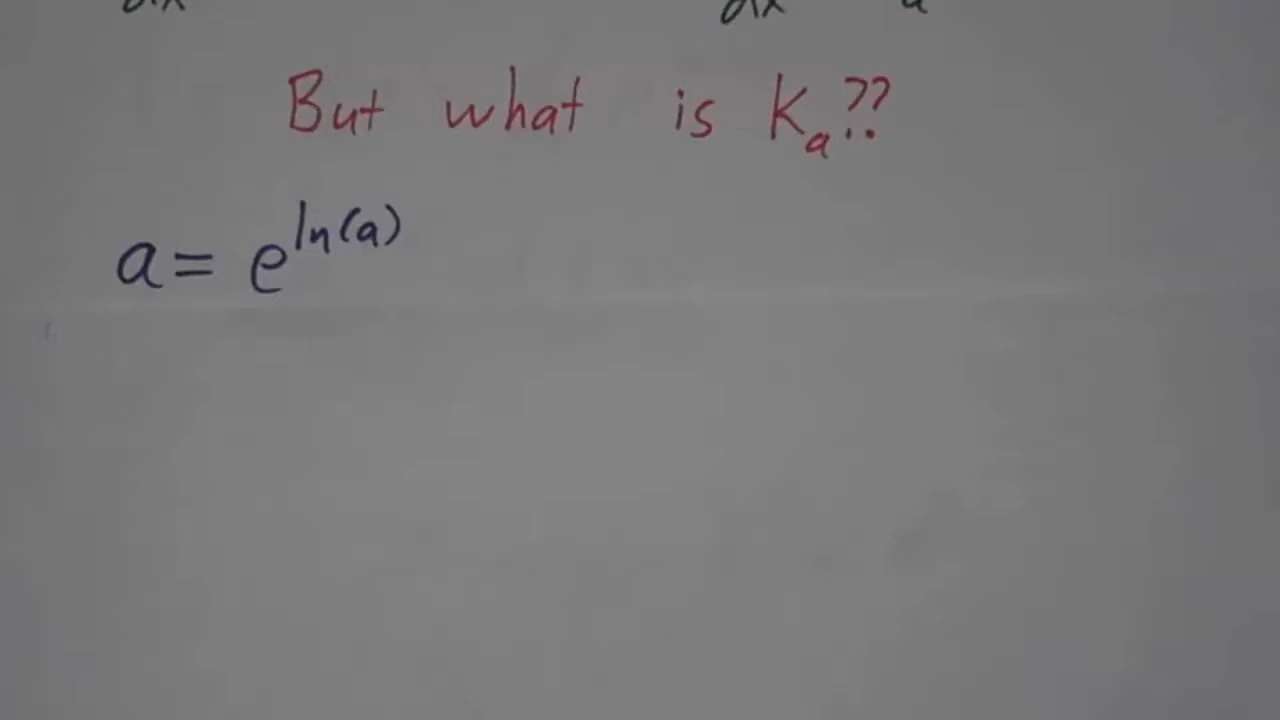 But what is Kₐ??
a = e^ln(a)